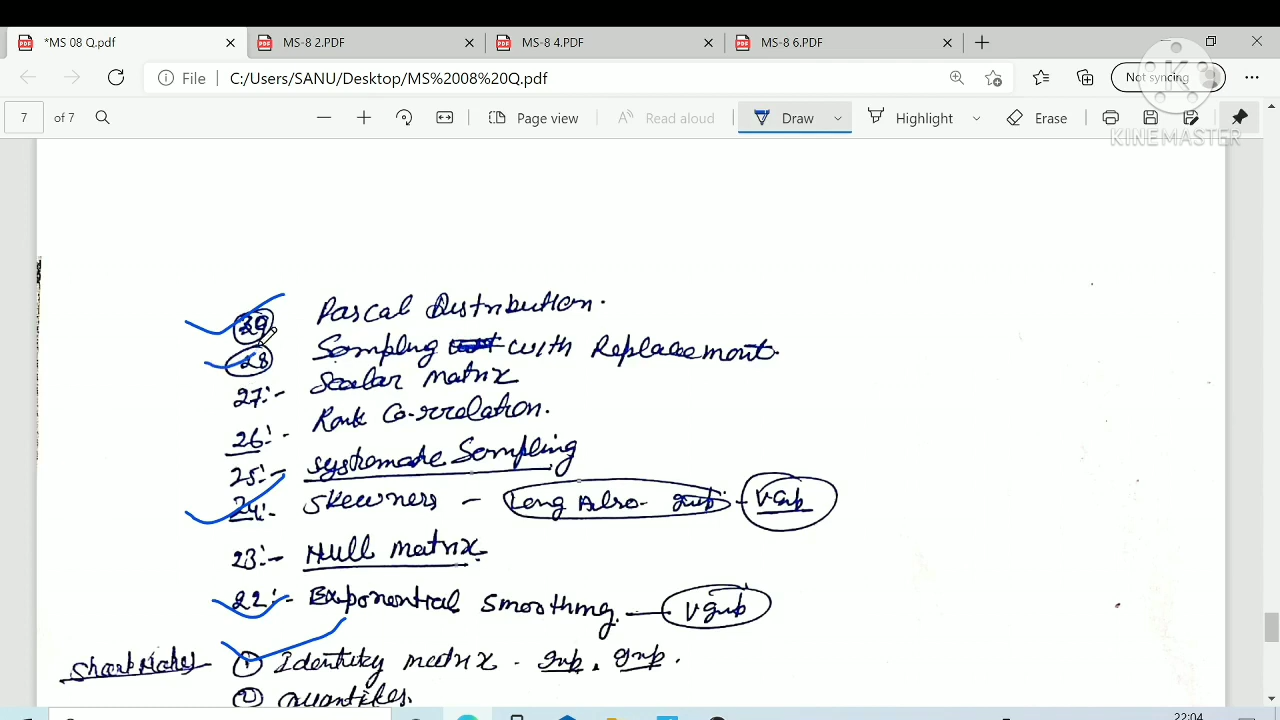 *MS 08 Q.pdf
MS-8 2.PDF
MS-8 4.PDF
MS-8 6.PDF
File
C:/Users/SANU/Desktop/MS%2008%20Q.pdf
Not syncing
7 of 7
Page view
Read aloud
Draw
Highlight
Erase
KINEMASTER
Pascal Distribution.
28 Sampling with Replacement.
27:- Scalar matrix
26:- Rank Co-rrelation.
25:- Systematic Sampling
24:- Skewness - Long Also - Imp - V Imp
23:- Null matrix
22:- Exponential Smoothing - V Imp
Short notes ① Identity matrix - Imp. Imp.
② quantiles.
22:04